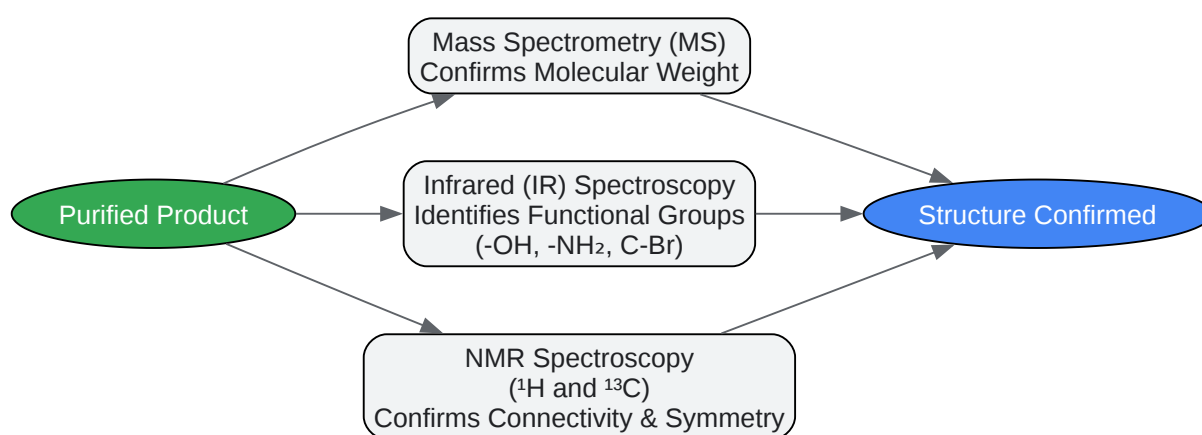 Mass Spectrometry (MS)
Confirms Molecular Weight
Purified Product
Infrared (IR) Spectroscopy
Identifies Functional Groups
(-OH, -NH₂, C-Br)
Structure Confirmed
NMR Spectroscopy
(¹H and ¹³C)
Confirms Connectivity & Symmetry